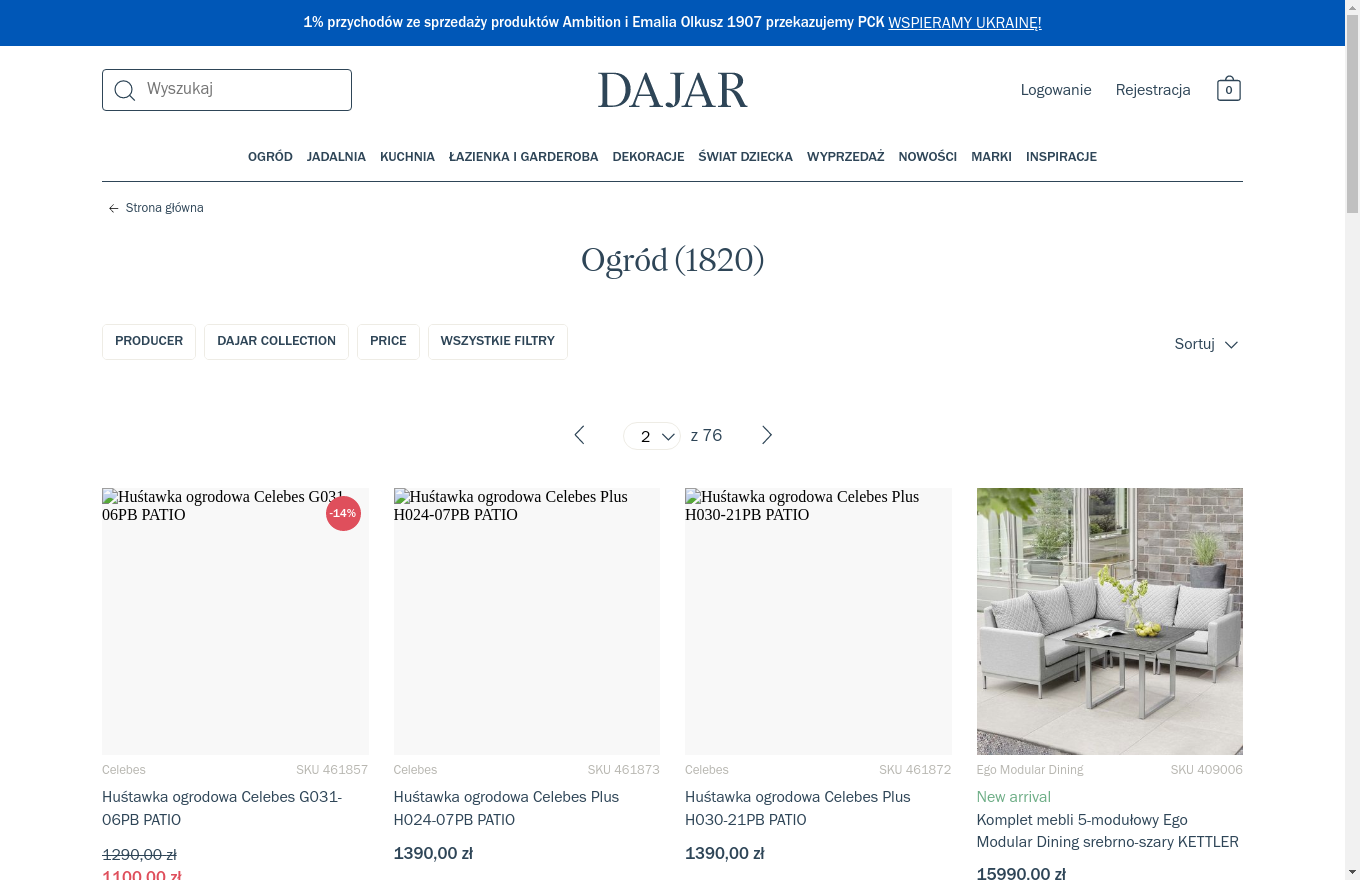 1% przychodów ze sprzedaży produktów Ambition i Emalia Olkusz 1907 przekazujemy PCK WSPIERAMY UKRAINĘ!
Wyszukaj
DAJAR
Logowanie Rejestracja 0
OGRÓD JADALNIA KUCHNIA ŁAZIENKA I GARDEROBA DEKORACJE ŚWIAT DZIECKA WYPRZEDAŻ NOWOŚCI MARKI INSPIRACJE
Strona główna
Ogród (1820)
PRODUCER DAJAR COLLECTION PRICE WSZYSTKIE FILTRY
Sortuj
2 z 76
Huśtawka ogrodowa Celebes G031-
06PB PATIO
-14%
Huśtawka ogrodowa Celebes Plus
H024-07PB PATIO
Huśtawka ogrodowa Celebes Plus
H030-21PB PATIO
Celebes SKU 461857
Huśtawka ogrodowa Celebes G031-
06PB PATIO
1290,00 zł
1100,00 zł
Celebes SKU 461873
Huśtawka ogrodowa Celebes Plus
H024-07PB PATIO
1390,00 zł
Celebes SKU 461872
Huśtawka ogrodowa Celebes Plus
H030-21PB PATIO
1390,00 zł
Ego Modular Dining SKU 409006
New arrival
Komplet mebli 5-modułowy Ego
Modular Dining srebrno-szary KETTLER
15990,00 zł